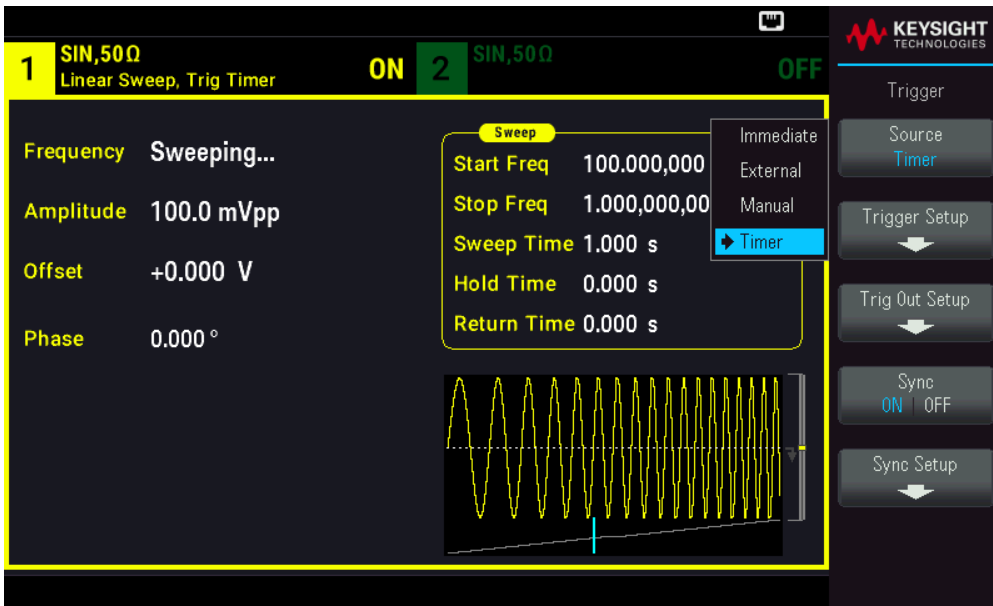 1
SIN,50Ω
Linear Sweep, Trig Timer
ON
2
SIN,50Ω
OFF
Frequency Sweeping...
Amplitude 100.0 mVpp
Offset +0.000 V
Phase 0.000 °
Sweep
Start Freq 100.000,000
Stop Freq 1.000,000,00
Sweep Time 1.000 s
Hold Time 0.000 s
Return Time 0.000 s
Immediate
External
Manual
Timer
KEYSIGHT
TECHNOLOGIES
Trigger
Source
Timer
Trigger Setup
Trig Out Setup
Sync
ON | OFF
Sync Setup